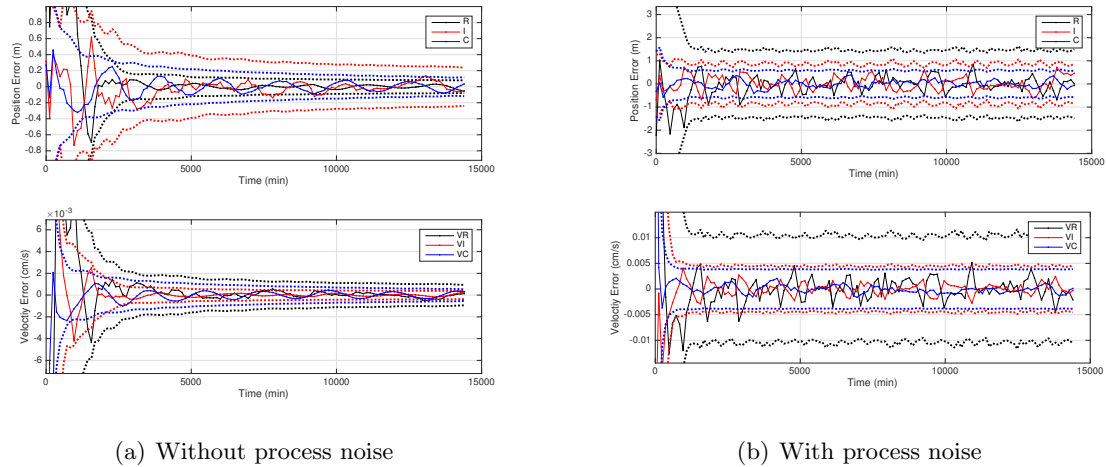 Position Error (m)
0.8
0.6
0.4
0.2
0
-0.2
-0.4
-0.6
-0.8
R
I
C
0 5000 10000 15000
Time (min)
× 10-3
Velocity Error (cm/s)
6
4
2
0
-2
-4
-6
VR
VI
VC
0 5000 10000 15000
Time (min)
(a) Without process noise
Position Error (m)
3
2
1
0
-1
-2
-3
R
I
C
0 5000 10000 15000
Time (min)
Velocity Error (cm/s)
0.01
0.005
0
-0.005
-0.01
VR
VI
VC
0 5000 10000 15000
Time (min)
(b) With process noise